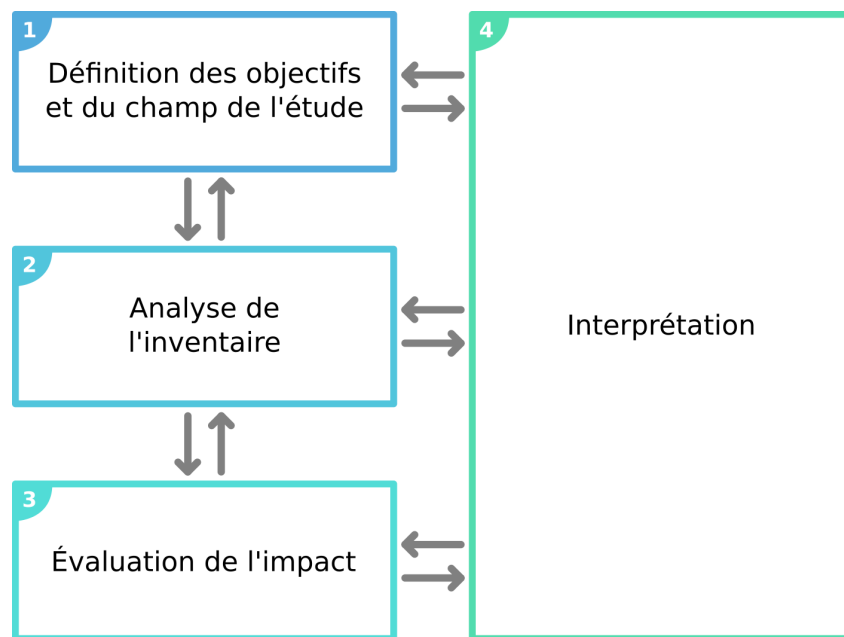 1
Définition des objectifs
et du champ de l'étude
2
Analyse de
l'inventaire
3
Évaluation de l'impact
4
Interprétation